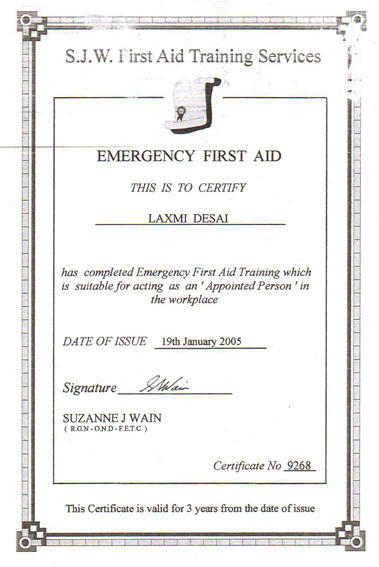 S.J.W. First Aid Training Services
EMERGENCY FIRST AID
THIS IS TO CERTIFY
LAXMI DESAI
has completed Emergency First Aid Training which
is suitable for acting as an ' Appointed Person ' in
the workplace
DATE OF ISSUE 19th January 2005
Signature S J Wain
SUZANNE J WAIN
( R.G.N - O.N.D - F.E.T.C )
Certificate No 9268
This Certificate is valid for 3 years from the date of issue